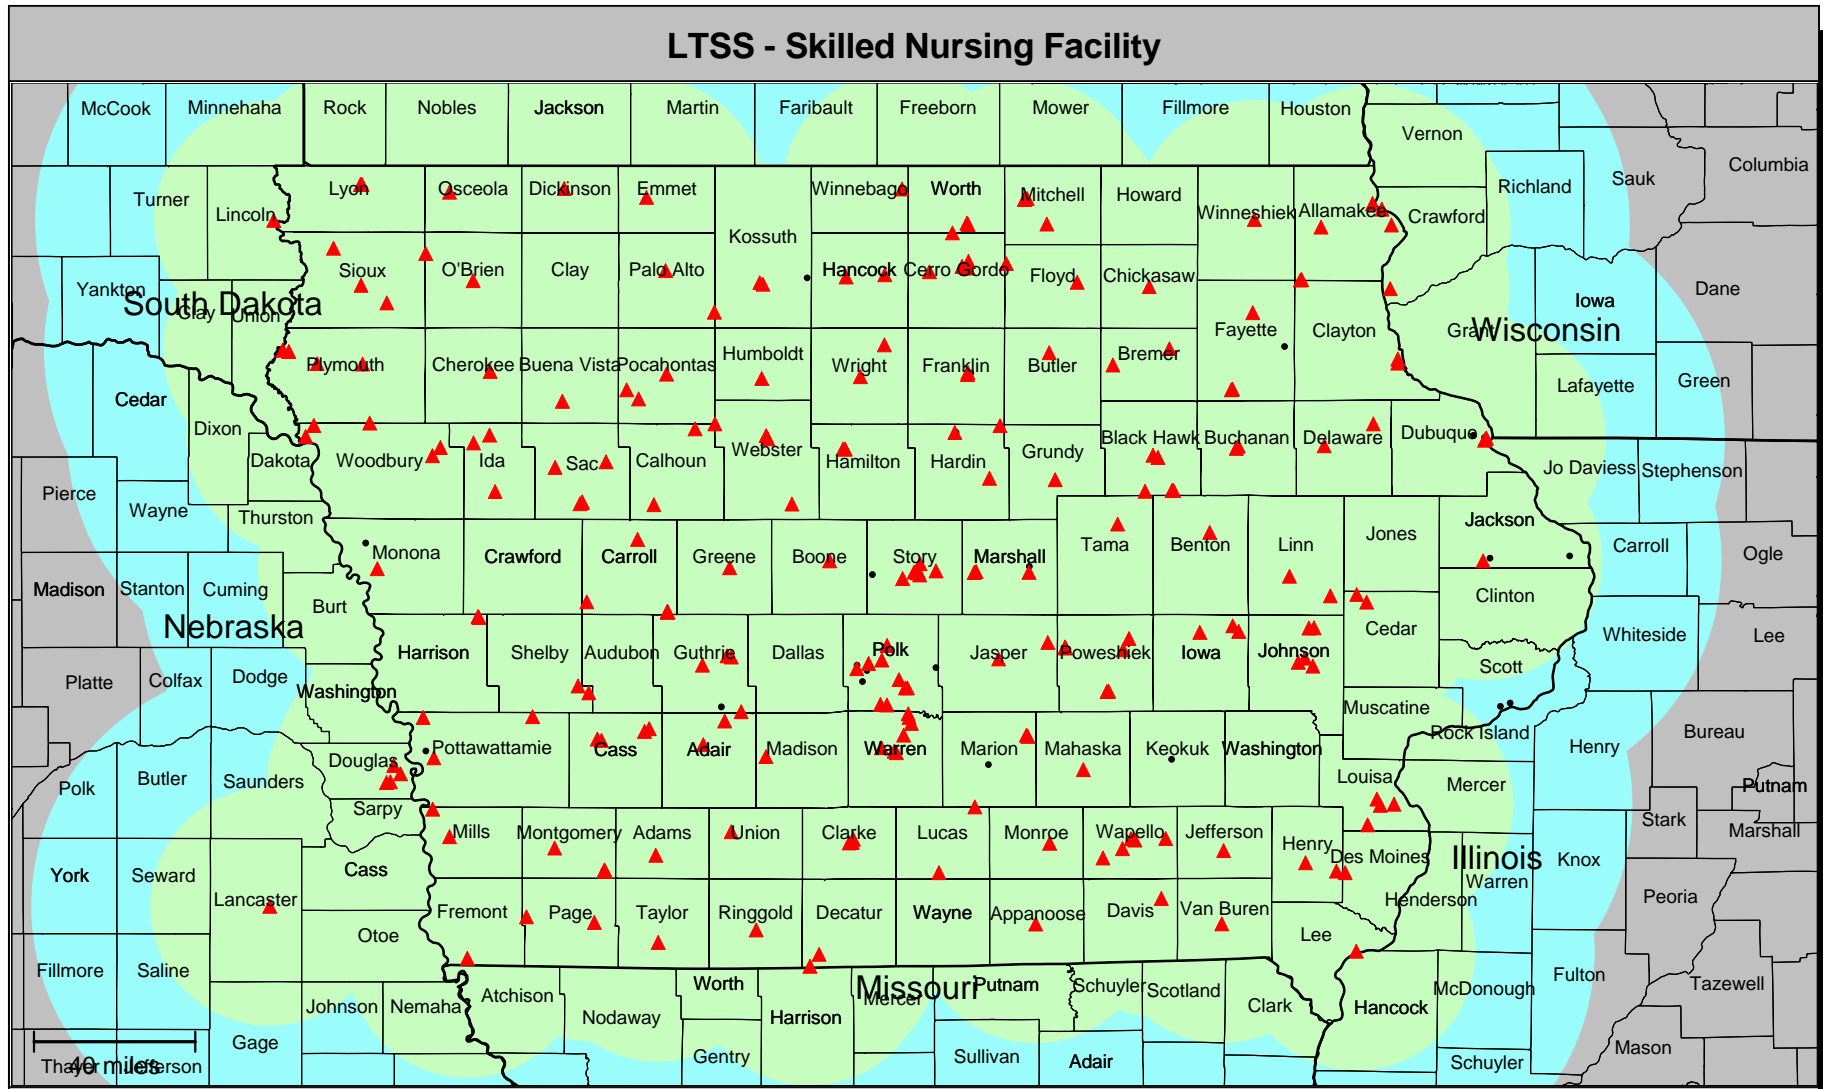 LTSS - Skilled Nursing Facility
McCook Minnehaha Rock Nobles Jackson Martin Faribault Freeborn Mower Fillmore Houston
Vernon
Columbia
Turner Lincoln Lyon Osceola Dickinson Emmet Winnebago Worth Mitchell Howard Winneshiek Allamakee Crawford Richland Sauk
Kossuth
Yankton Clay Union Sioux O'Brien Clay Palo Alto Hancock Cerro Gordo Floyd Chickasaw Fayette Clayton Grant Iowa Dane
South Dakota
Wisconsin
Plymouth Cherokee Buena Vista Pocahontas Humboldt Wright Franklin Butler Bremer Lafayette Green
Cedar
Dixon Dakota Woodbury Ida Sac Calhoun Webster Hamilton Hardin Grundy Black Hawk Buchanan Delaware Dubuque Jo Daviess Stephenson
Pierce Wayne Thurston
Monona Crawford Carroll Greene Boone Story Marshall Tama Benton Linn Jones Jackson Carroll Ogle
Madison Stanton Cuming Burt Clinton
Nebraska
Harrison Shelby Audubon Guthrie Dallas Polk Jasper Poweshiek Iowa Johnson Cedar Scott Whiteside Lee
Platte Colfax Dodge Washington Muscatine
Rock Island Henry Bureau
Pottawattamie Cass Adair Madison Warren Marion Mahaska Keokuk Washington Louisa Mercer Putnam
Polk Butler Saunders Douglas Sarpy
Stark Marshall
Mills Montgomery Adams Union Clarke Lucas Monroe Wapello Jefferson Henry Des Moines
Illinois
Warren Knox
York Seward Cass
Lancaster Henderson Peoria
Fremont Page Taylor Ringgold Decatur Wayne Appanoose Davis Van Buren Lee
Otoe
Fillmore Saline Fulton Tazewell
Missouri
Johnson Nemaha Atchison Nodaway Worth Harrison Mercer Putnam Schuyler Scotland Clark Hancock McDonough
Gage Gentry Sullivan Adair Schuyler Mason
Thayer Jefferson
40 miles